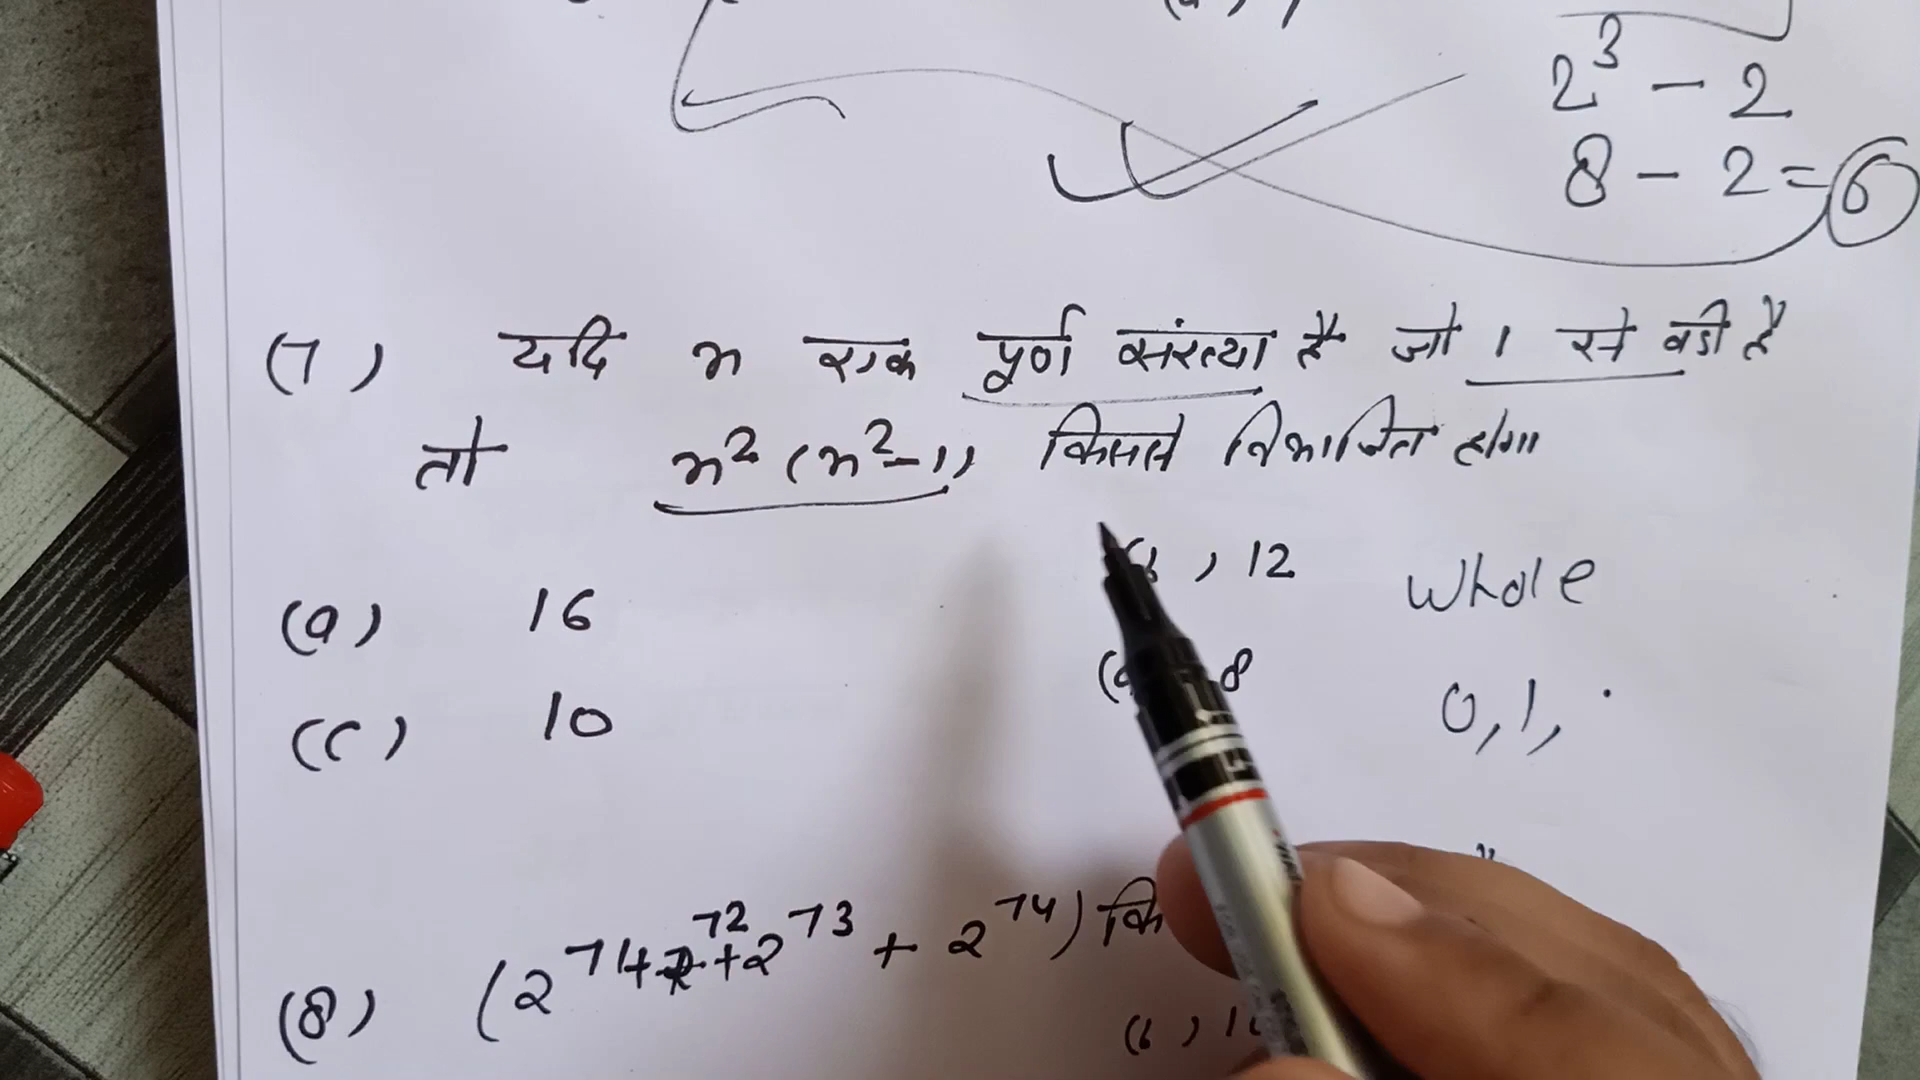 2³ - 2
8 - 2 = 6
(7) यदि n एक पूर्ण संख्या है जो 1 से बडी है
तो n² (n²-1) किससे विभाजित होगा
(a) 16 (b) 12
(c) 10 8
Whole
0, 1,
(8) (2⁷¹+2⁷²+2⁷³ + 2⁷⁴) कि